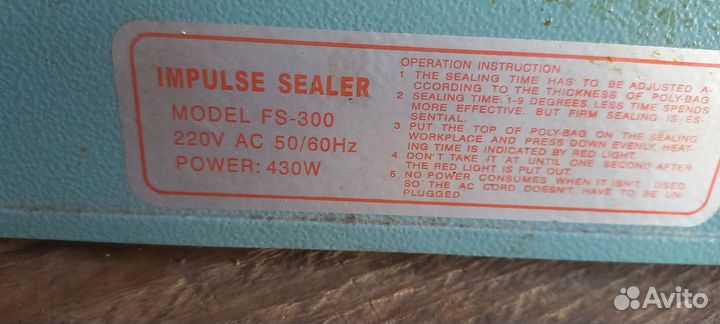 IMPULSE SEALER
MODEL FS-300
220V AC 50/60Hz
POWER: 430W
OPERATION INSTRUCTION
1 THE SEALING TIME HAS TO BE ADJUSTED A-
CCORDING TO THE THICKNESS OF POLY-BAG
2 SEALING TIME: 1-9 DEGREES LESS TIME SPENDS
MORE EFFECTIVE. BUT FIRM SEALING IS ES-
SENTIAL.
3 PUT THE TOP OF POLY-BAG ON THE SEALING
WORKPLACE AND PRESS DOWN EVENLY. HEAT-
ING TIME IS INDICATED BY RED LIGHT.
4 DON'T TAKE IT AT UNTIL ONE SECOND AFTER
THE RED LIGHT IS PUT OUT.
5 NO POWER CONSUMES WHEN IT ISN'T USED
SO' THE AC CORD DOESN'T HAVE TO BE UN-
PLUGGED
Avito